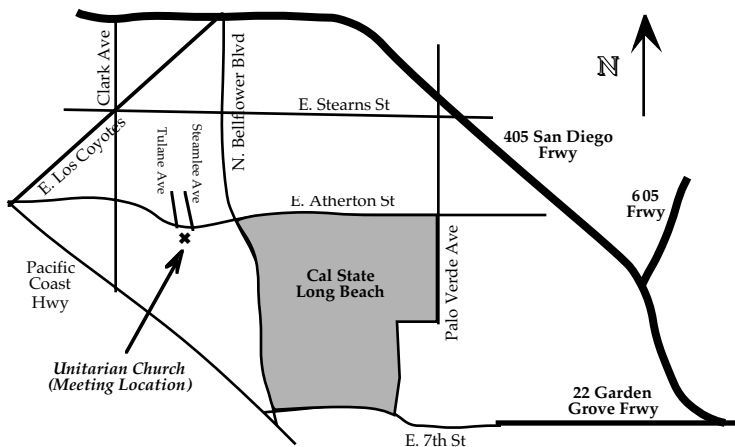 Clark Ave
N. Bellflower Blvd
N
E. Stearns St
405 San Diego
Frwy
E. Los Coyotes
Tulane Ave
Steamlee Ave
605
Frwy
E. Atherton St
Pacific
Coast
Hwy
Cal State
Long Beach
Palo Verde Ave
Unitarian Church
(Meeting Location)
22 Garden
Grove Frwy
E. 7th St